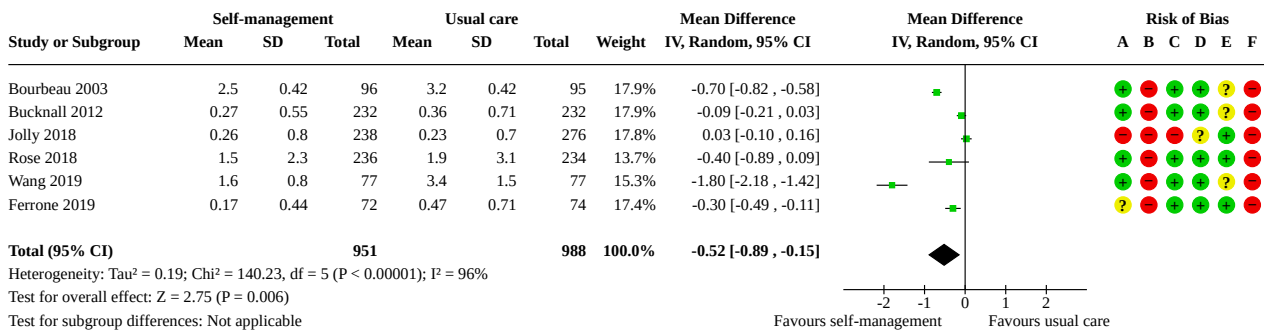 Self-management Usual care Mean Difference Mean Difference Risk of Bias
Study or Subgroup Mean SD Total Mean SD Total Weight IV, Random, 95% CI IV, Random, 95% CI A B C D E F
Bourbeau 2003 2.5 0.42 96 3.2 0.42 95 17.9% -0.70 [-0.82 , -0.58] + − + + ? −
Bucknall 2012 0.27 0.55 232 0.36 0.71 232 17.9% -0.09 [-0.21 , 0.03] + − + + ? −
Jolly 2018 0.26 0.8 238 0.23 0.7 276 17.8% 0.03 [-0.10 , 0.16] − − − ? + −
Rose 2018 1.5 2.3 236 1.9 3.1 234 13.7% -0.40 [-0.89 , 0.09] + − + + + −
Wang 2019 1.6 0.8 77 3.4 1.5 77 15.3% -1.80 [-2.18 , -1.42] + − + + ? −
Ferrone 2019 0.17 0.44 72 0.47 0.71 74 17.4% -0.30 [-0.49 , -0.11] ? − + + + −
Total (95% CI) 951 988 100.0% -0.52 [-0.89 , -0.15]
Heterogeneity: Tau² = 0.19; Chi² = 140.23, df = 5 (P < 0.00001); I² = 96%
Test for overall effect: Z = 2.75 (P = 0.006) -2 -1 0 1 2
Test for subgroup differences: Not applicable Favours self-management Favours usual care